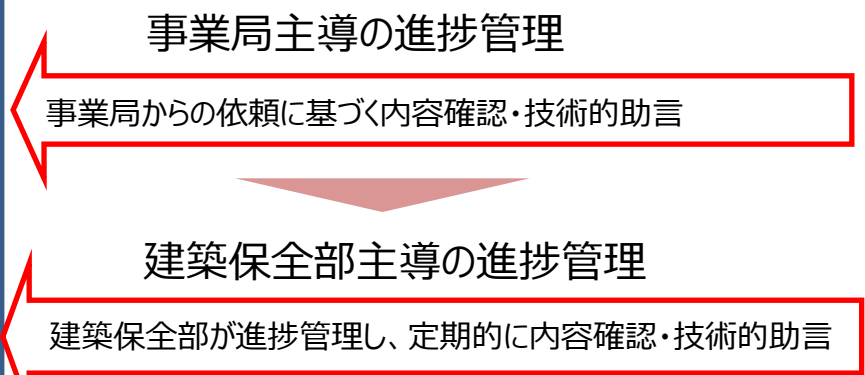 事業局主導の進捗管理
事業局からの依頼に基づく内容確認・技術的助言
建築保全部主導の進捗管理
建築保全部が進捗管理し、定期的に内容確認・技術的助言